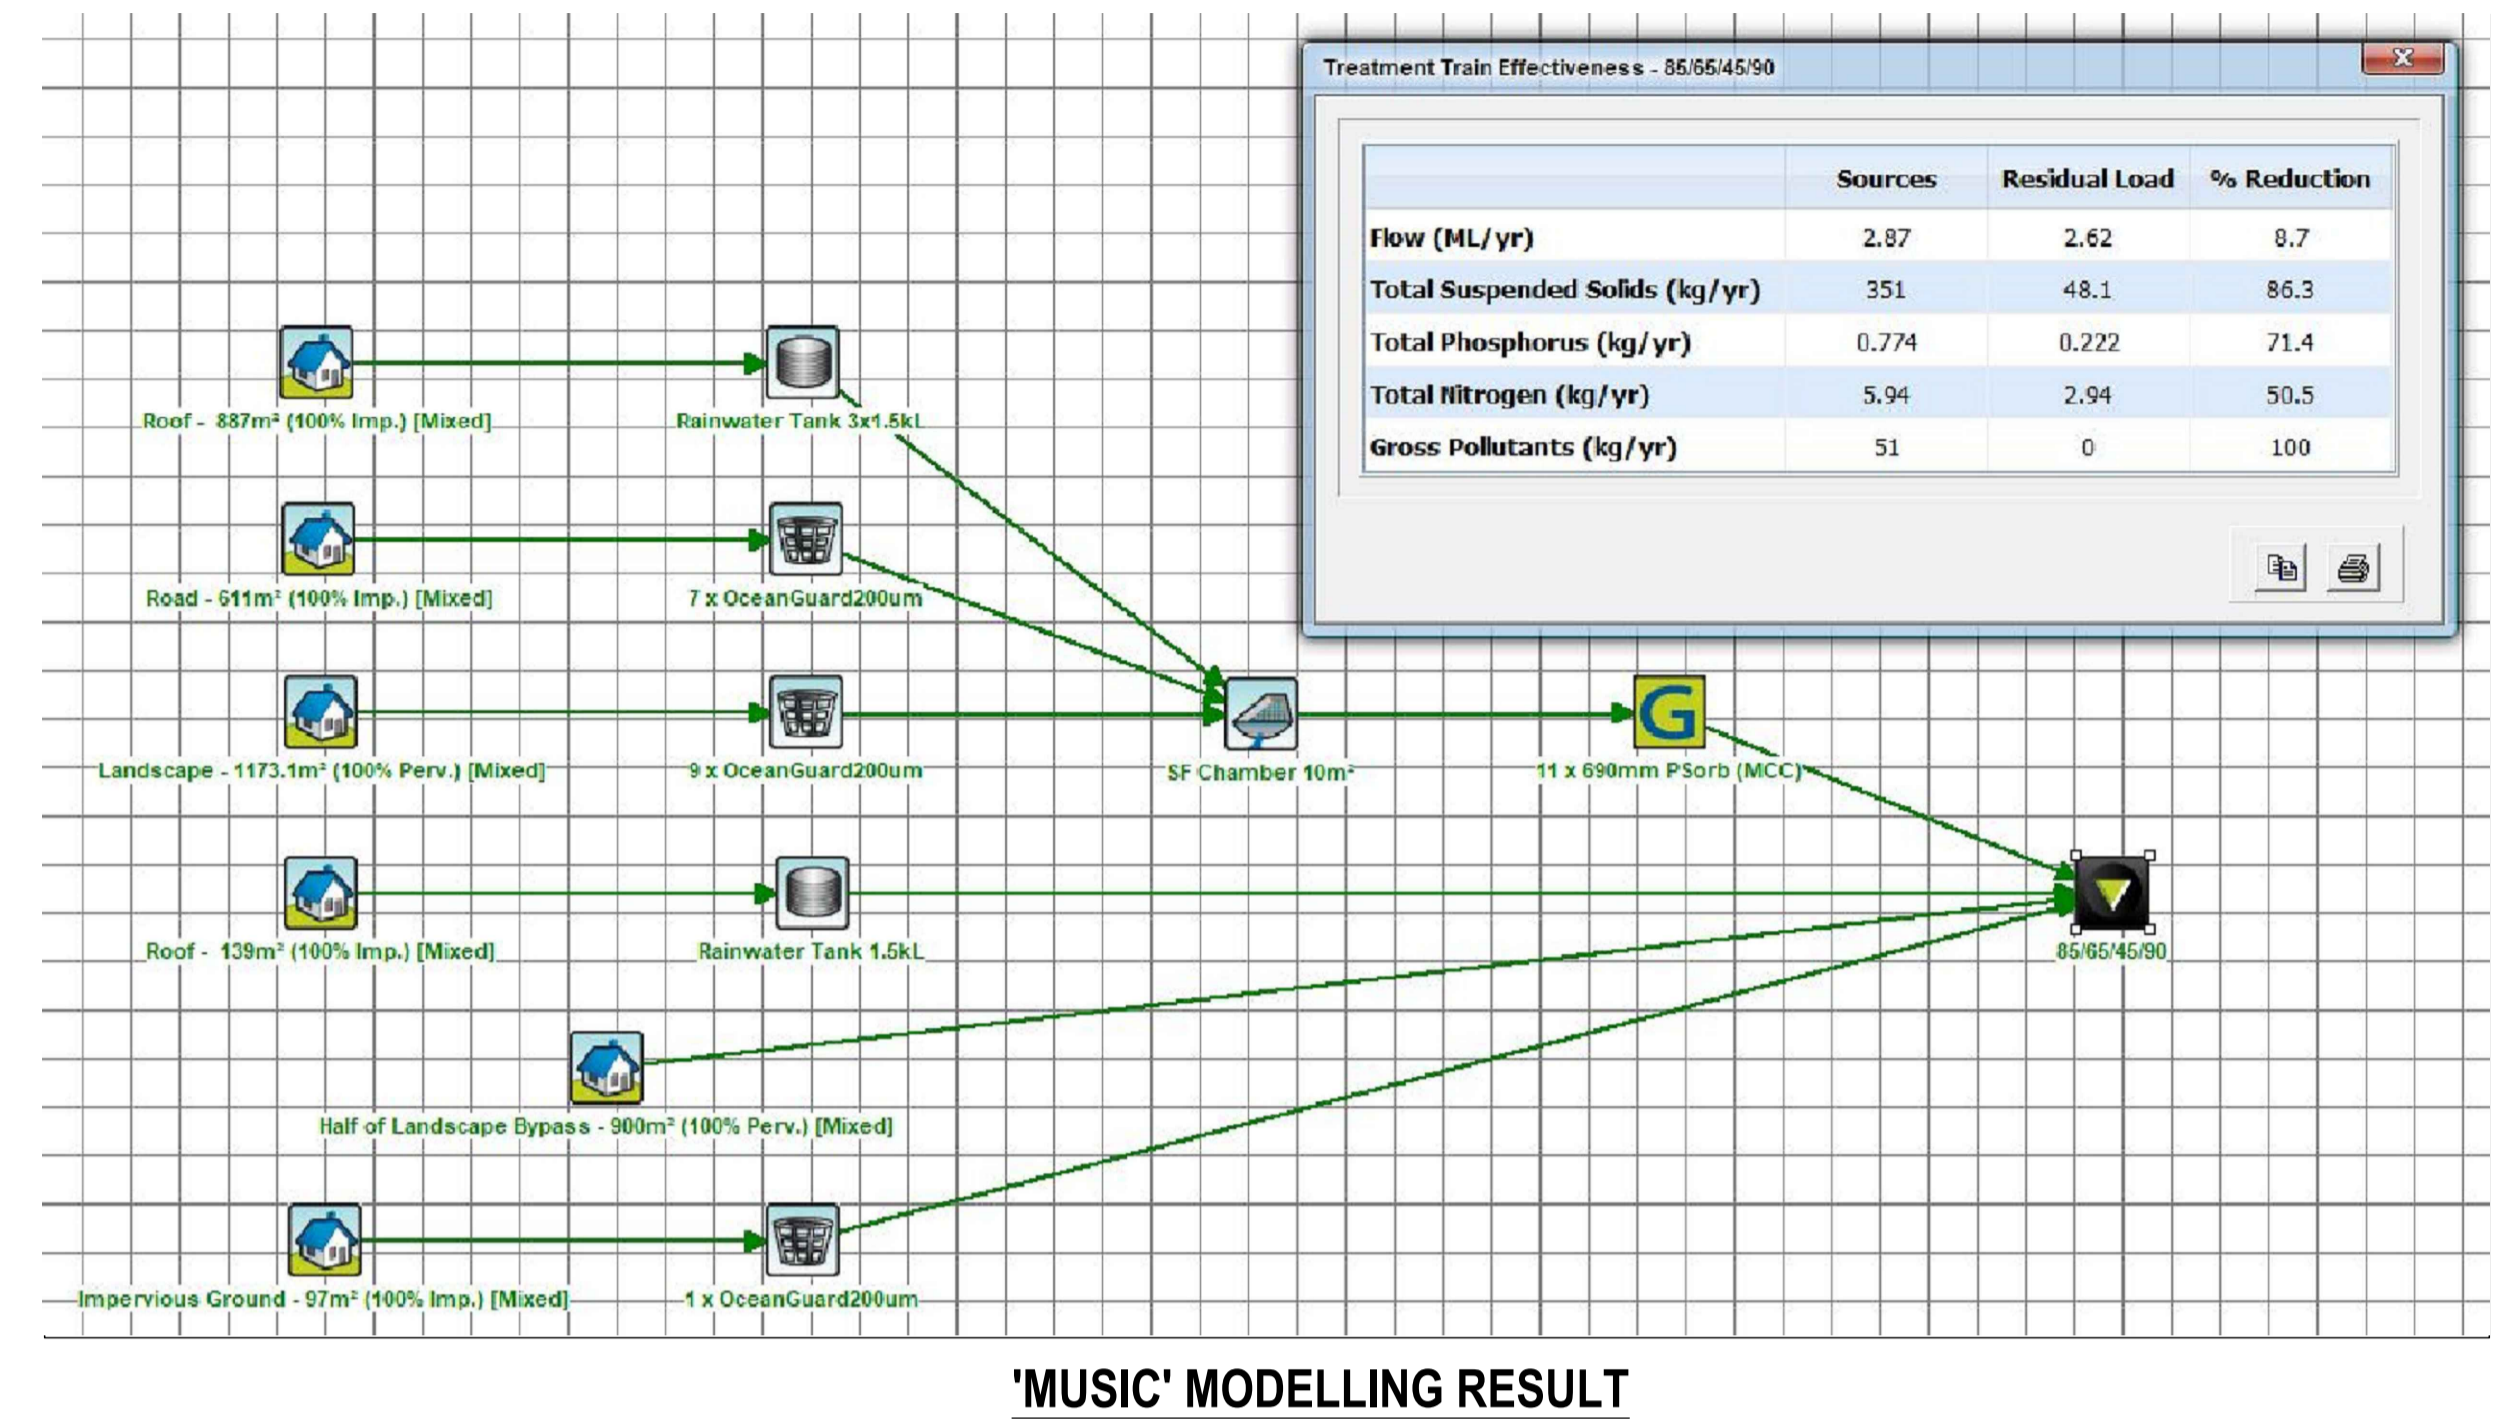 Treatment Train Effectiveness - 85/65/45/90
Sources Residual Load % Reduction
Flow (ML/yr) 2.87 2.62 8.7
Total Suspended Solids (kg/yr) 351 48.1 86.3
Total Phosphorus (kg/yr) 0.774 0.222 71.4
Total Nitrogen (kg/yr) 5.94 2.94 50.5
Gross Pollutants (kg/yr) 51 0 100
Roof - 887m² (100% Imp.) [Mixed]
Rainwater Tank 3x1.5kL
Road - 611m² (100% Imp.) [Mixed]
7 x OceanGuard200um
Landscape - 1173.1m² (100% Perv.) [Mixed]
9 x OceanGuard200um
SF Chamber 10m²
G
11 x 690mm PSorb (MCC)
Roof - 139m² (100% Imp.) [Mixed]
Rainwater Tank 1.5kL
85/65/45/90
Half of Landscape Bypass - 900m² (100% Perv.) [Mixed]
Impervious Ground - 97m² (100% Imp.) [Mixed]
1 x OceanGuard200um
'MUSIC' MODELLING RESULT